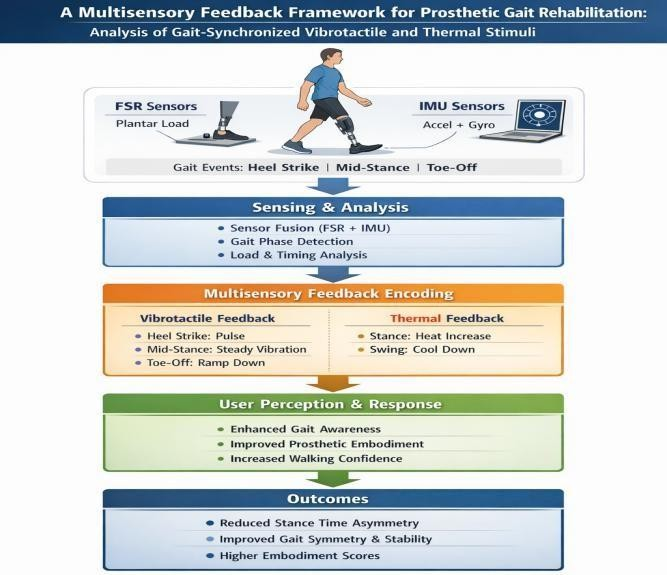 A Multisensory Feedback Framework for Prosthetic Gait Rehabilitation:
Analysis of Gait-Synchronized Vibrotactile and Thermal Stimuli
FSR Sensors
Plantar Load
IMU Sensors
Accel + Gyro
Gait Events: Heel Strike | Mid-Stance | Toe-Off
Sensing & Analysis
• Sensor Fusion (FSR + IMU)
• Gait Phase Detection
• Load & Timing Analysis
Multisensory Feedback Encoding
Vibrotactile Feedback
• Heel Strike: Pulse
• Mid-Stance: Steady Vibration
• Toe-Off: Ramp Down
Thermal Feedback
• Stance: Heat Increase
• Swing: Cool Down
User Perception & Response
• Enhanced Gait Awareness
• Improved Prosthetic Embodiment
• Increased Walking Confidence
Outcomes
• Reduced Stance Time Asymmetry
• Improved Gait Symmetry & Stability
• Higher Embodiment Scores